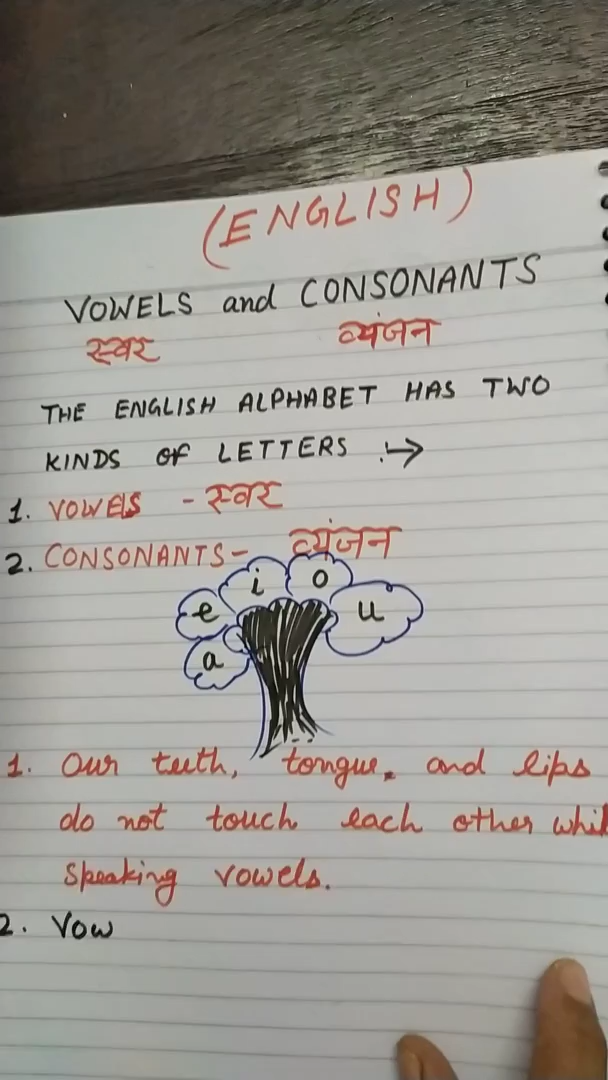 (ENGLISH)
VOWELS and CONSONANTS
स्वर व्यंजन
THE ENGLISH ALPHABET HAS TWO
KINDS OF LETTERS :→
1. VOWELS - स्वर
2. CONSONANTS- व्यंजन
a e i o u
1. Our teeth, tongue, and lips
do not touch each other whil
speaking vowels.
2. Vow